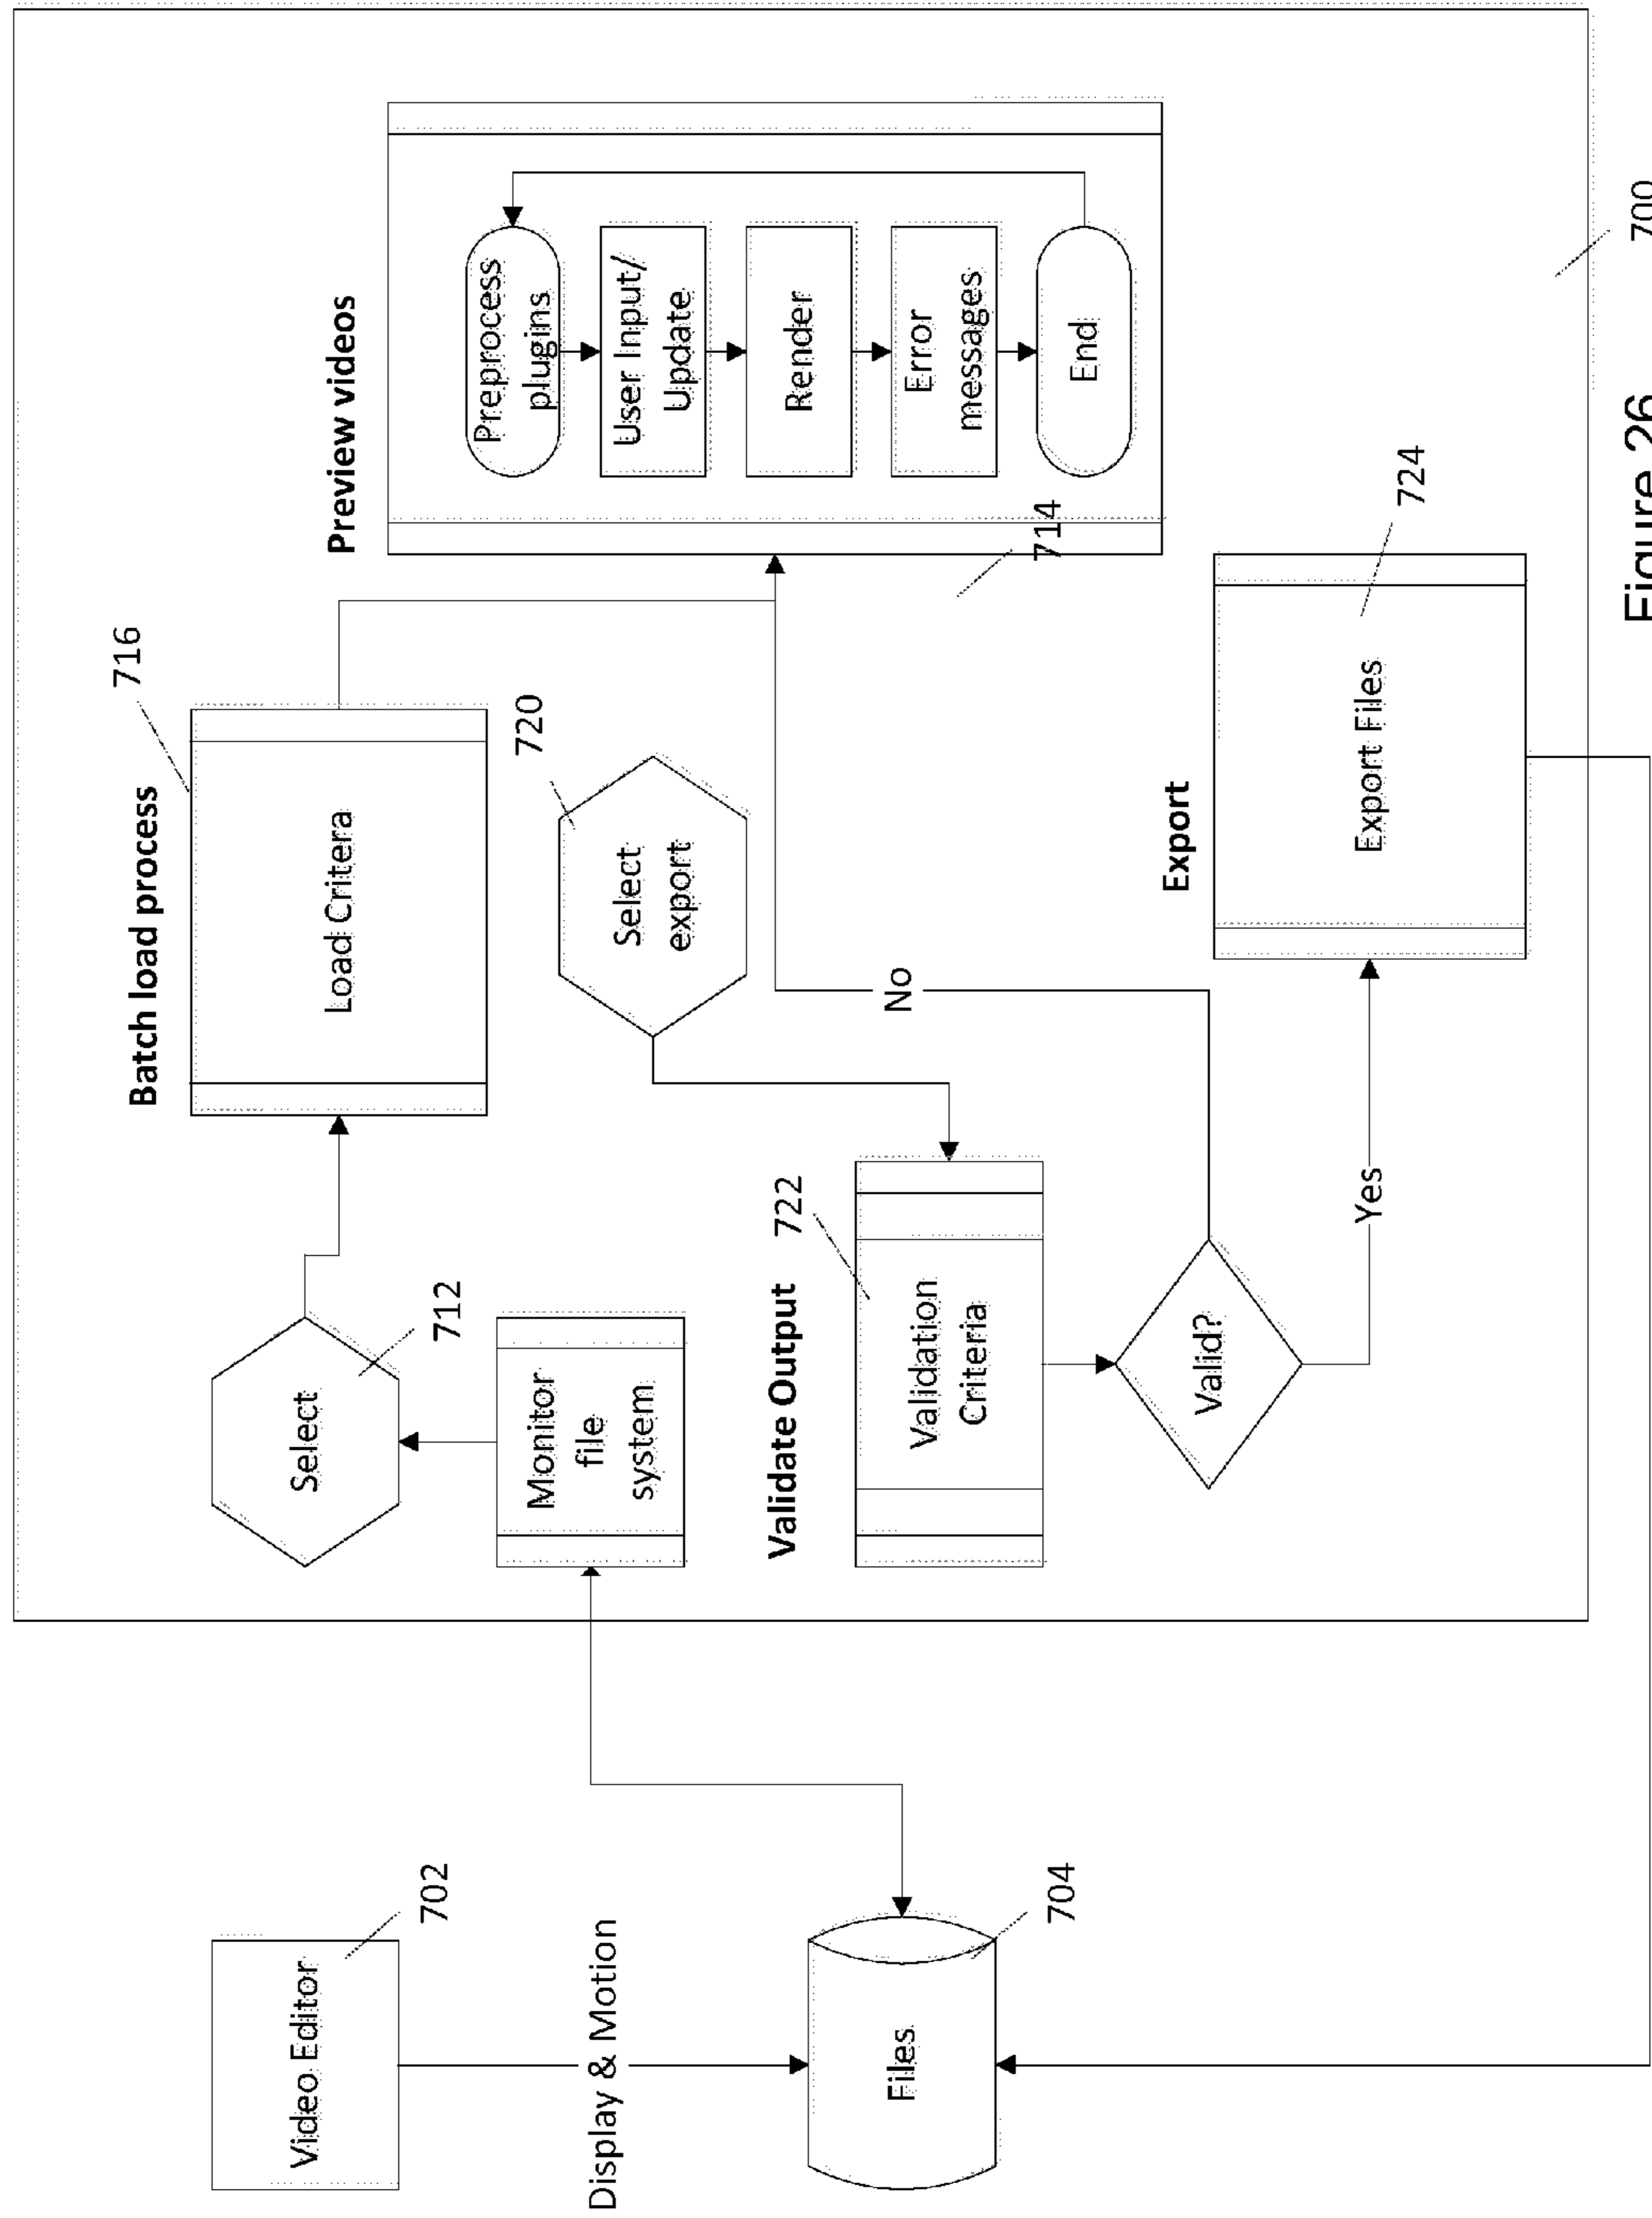 Video Editor
702
Display & Motion
Files
704
Select
712
Monitor
file
system
Batch load process
716
Load Critera
Select
export
720
Validate Output
722
Validation
Criteria
Valid?
No
Yes
Export
Export Files
724
Preview videos
714
Preprocess
plugins
User Input/
Update
Render
Error
messages
End
700
Figure 26